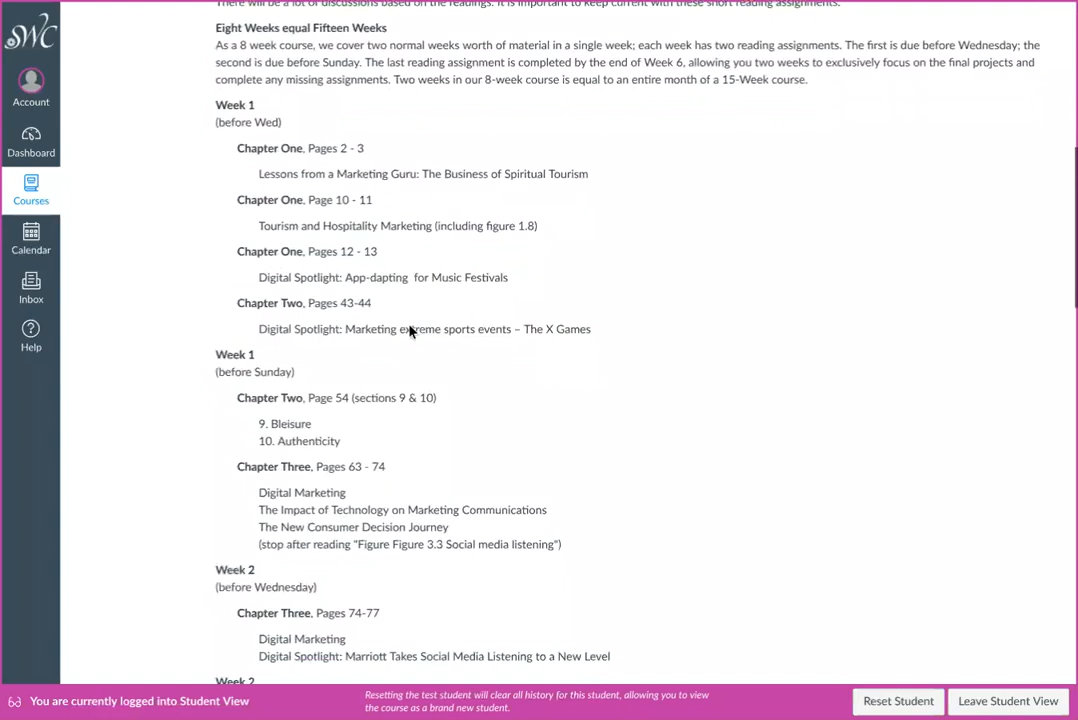 There will be a lot of discussions based on the readings. It is important to keep current with these short reading assignments.
SWC
Account
Dashboard
Courses
Calendar
Inbox
Help
Eight Weeks equal Fifteen Weeks
As a 8 week course, we cover two normal weeks worth of material in a single week; each week has two reading assignments. The first is due before Wednesday; the
second is due before Sunday. The last reading assignment is completed by the end of Week 6, allowing you two weeks to exclusively focus on the final projects and
complete any missing assignments. Two weeks in our 8-week course is equal to an entire month of a 15-Week course.
Week 1
(before Wed)
Chapter One, Pages 2 - 3
Lessons from a Marketing Guru: The Business of Spiritual Tourism
Chapter One, Page 10 - 11
Tourism and Hospitality Marketing (including figure 1.8)
Chapter One, Pages 12 - 13
Digital Spotlight: App-dapting  for Music Festivals
Chapter Two, Pages 43-44
Digital Spotlight: Marketing extreme sports events – The X Games
Week 1
(before Sunday)
Chapter Two, Page 54 (sections 9 & 10)
9. Bleisure
10. Authenticity
Chapter Three, Pages 63 - 74
Digital Marketing
The Impact of Technology on Marketing Communications
The New Consumer Decision Journey
(stop after reading "Figure Figure 3.3 Social media listening")
Week 2
(before Wednesday)
Chapter Three, Pages 74-77
Digital Marketing
Digital Spotlight: Marriott Takes Social Media Listening to a New Level
Week 2
You are currently logged into Student View
Resetting the test student will clear all history for this student, allowing you to view
the course as a brand new student.
Reset Student
Leave Student View